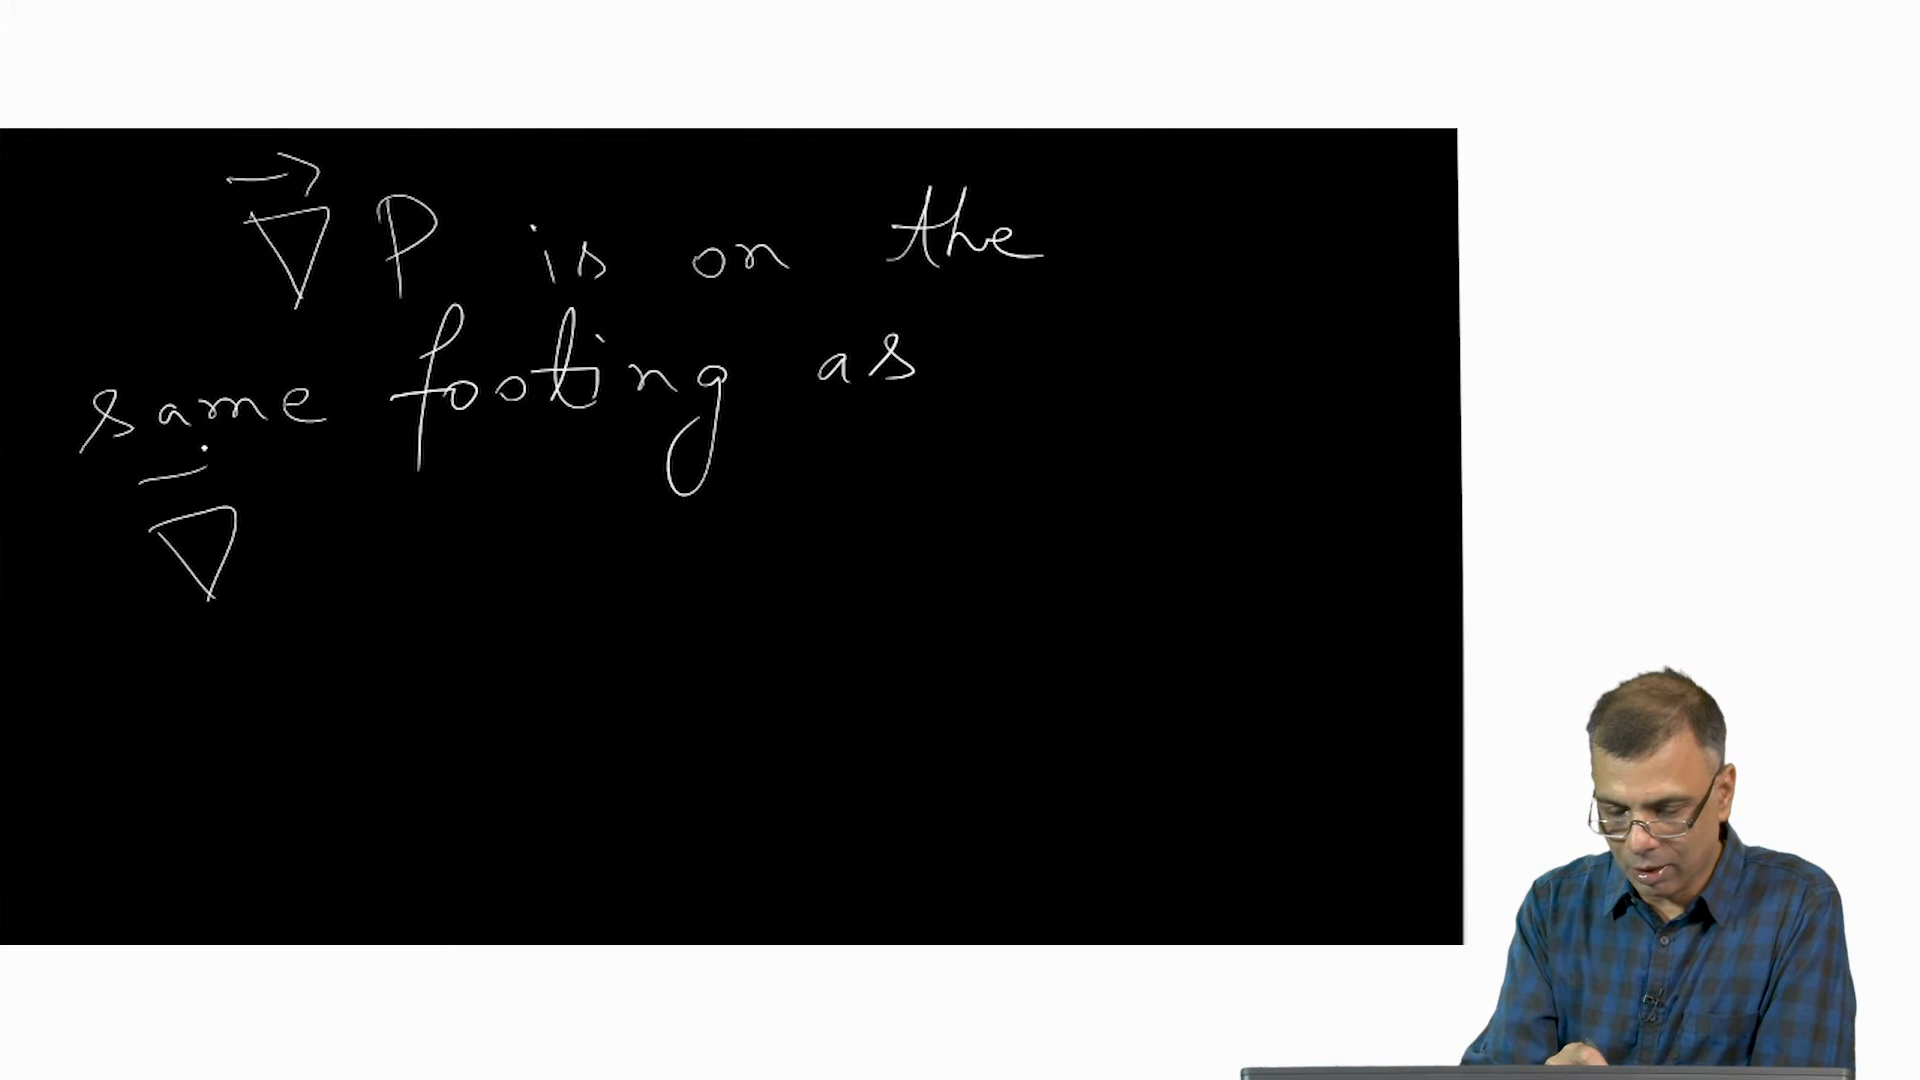 ∇⃗ P is on the
same footing as
∇